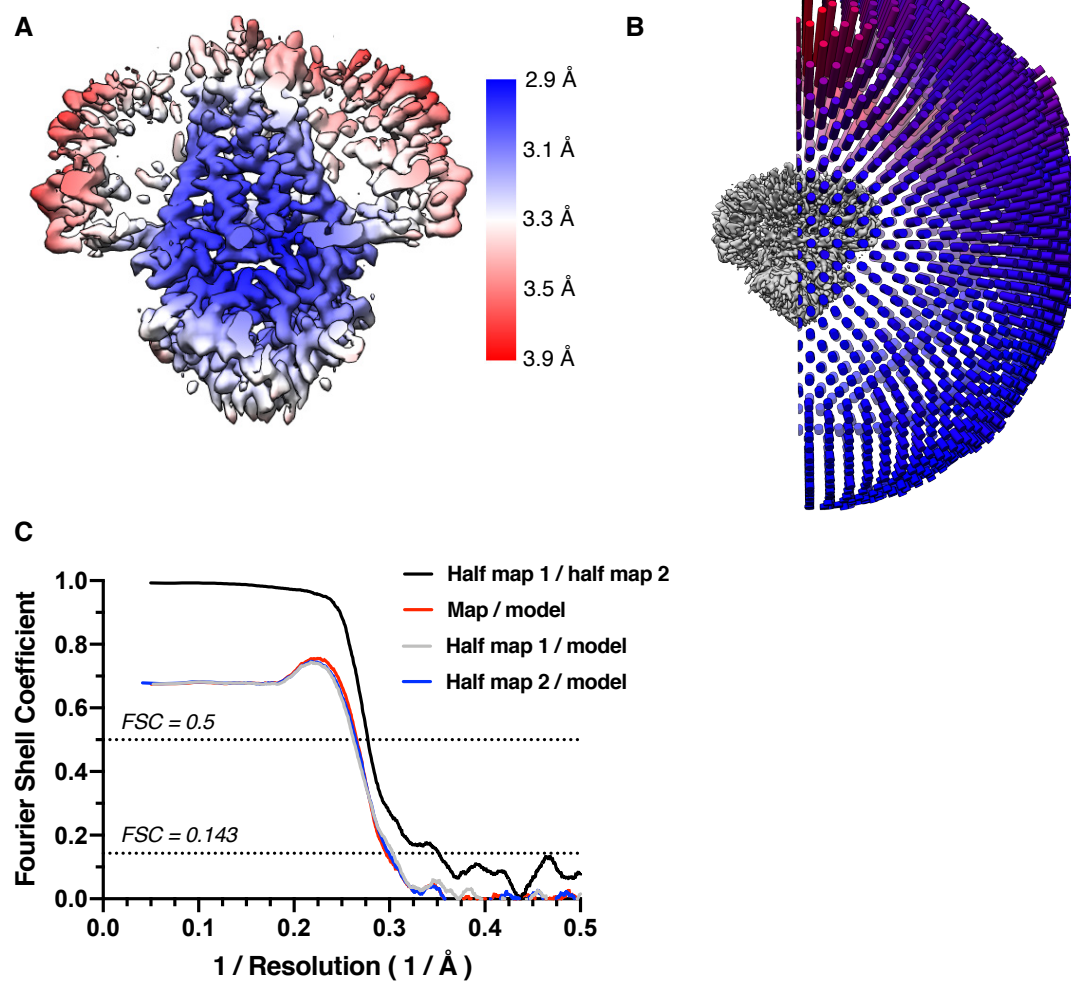 A
B
2.9 Å
3.1 Å
3.3 Å
3.5 Å
3.9 Å
C
Half map 1 / half map 2
Map / model
Half map 1 / model
Half map 2 / model
Fourier Shell Coefficient
1.0
0.8
0.6
0.4
0.2
0.0
FSC = 0.5
FSC = 0.143
0.0 0.1 0.2 0.3 0.4 0.5
1 / Resolution ( 1 / Å )